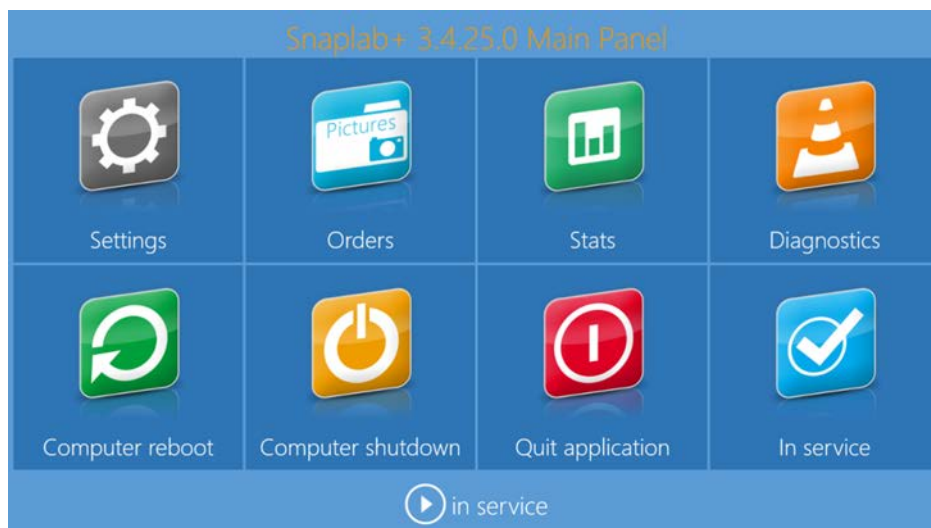 Snaplab+ 3.4.25.0 Main Panel
Pictures
Settings
Orders
Stats
Diagnostics
Computer reboot
Computer shutdown
Quit application
In service
in service